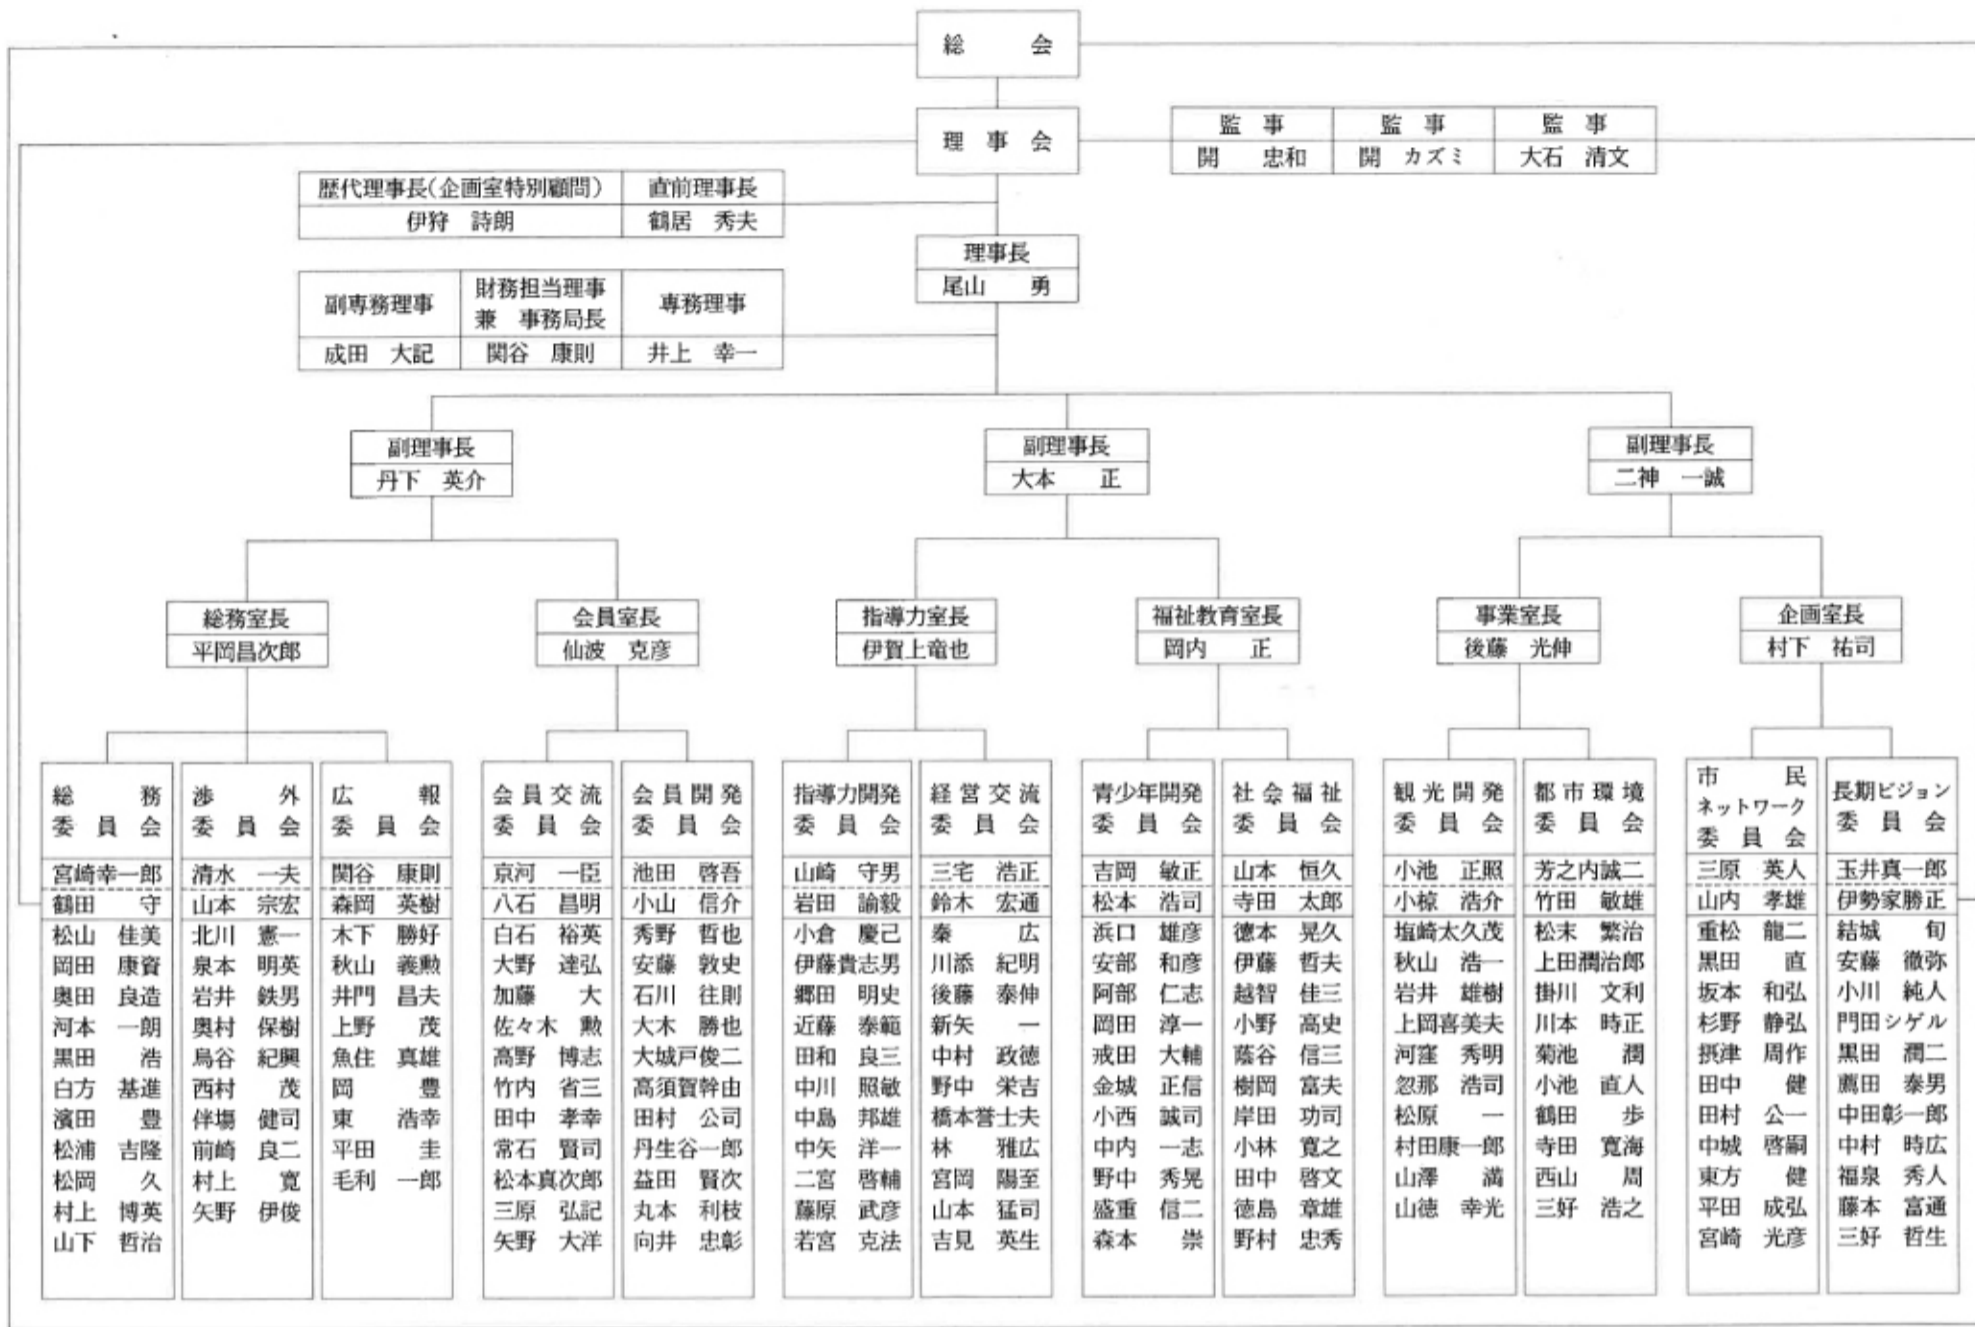 総　会
理事会
監事　監事　監事
開　忠和　開　カズミ　大石　清文
歴代理事長(企画室特別顧問)　直前理事長
伊狩　詩朗　鶴居　秀夫
理事長
尾山　勇
副専務理事　財務担当理事　専務理事
兼　事務局長
成田　大記　関谷　康則　井上　幸一
副理事長
丹下　英介
副理事長
大本　正
副理事長
二神　一誠
総務室長
平岡昌次郎
会員室長
仙波　克彦
指導力室長
伊賀上竜也
福祉教育室長
岡内　正
事業室長
後藤　光伸
企画室長
村下　祐司
総務
委員会
宮崎幸一郎
鶴田　守
松山　佳美
岡田　康資
奥田　良造
河本　一朗
黒田　浩
白方　基進
濱田　豊
松浦　吉隆
松岡　久
村上　博英
山下　哲治
渉外
委員会
清水　一夫
山本　宗宏
北川　憲一
泉本　明英
岩井　鉄男
奥村　保樹
烏谷　紀興
西村　茂
伴塲　健司
前崎　良二
村上　寛
矢野　伊俊
広報
委員会
関谷　康則
森岡　英樹
木下　勝好
秋山　義勲
井門　昌夫
上野　茂
魚住　真雄
岡　豊
東　浩幸
平田　圭
毛利　一郎
会員交流
委員会
京河　一臣
八石　昌明
白石　裕英
大野　達弘
加藤　大
佐々木　勲
高野　博志
竹内　省三
田中　孝幸
常石　賢司
松本真次郎
三原　弘記
矢野　大洋
会員開発
委員会
池田　啓吾
小山　信介
秀野　哲也
安藤　敦史
石川　往則
大木　勝也
大城戸俊二
高須賀幹由
田村　公司
丹生谷一郎
益田　賢次
丸本　利枝
向井　忠彰
指導力開発
委員会
山崎　守男
岩田　諭毅
小倉　慶己
伊藤貴志男
郷田　明史
近藤　泰範
田和　良三
中川　照敏
中島　邦雄
中矢　洋一
二宮　啓輔
藤原　武彦
若宮　克法
経営交流
委員会
三宅　浩正
鈴木　宏通
秦　広
川添　紀明
後藤　泰伸
新矢　一
中村　政徳
野中　栄吉
橋本誉士夫
林　雅広
宮岡　陽至
山本　猛司
吉見　英生
青少年開発
委員会
吉岡　敏正
松本　浩司
浜口　雄彦
安部　和彦
阿部　仁志
岡田　淳一
戒田　大輔
金城　正信
小西　誠司
中内　一志
野中　秀晃
盛重　信二
森本　崇
社会福祉
委員会
山本　恒久
寺田　太郎
德本　晃久
伊藤　哲夫
越智　佳三
小野　高史
蔭谷　信三
樹岡　富夫
岸田　功司
小林　寛之
田中　啓文
徳島　章雄
野村　忠秀
観光開発
委員会
小池　正照
小椋　浩介
塩崎太久茂
秋山　浩一
岩井　雄樹
上岡喜美夫
河窪　秀明
忽那　浩司
松原　一
村田康一郎
山澤　満
山徳　幸光
都市環境
委員会
芳之内誠二
竹田　敏雄
松末　繁治
上田潤治郎
掛川　文利
川本　時正
菊池　潤
小池　直人
鶴田　歩
寺田　寛海
西山　周
三好　浩之
市民
ネットワーク
委員会
三原　英人
山内　孝雄
重松　龍二
黒田　直
坂本　和弘
杉野　静弘
摂津　周作
田中　健
田村　公一
中城　啓嗣
東方　健
平田　成弘
宮崎　光彦
長期ビジョン
委員会
玉井真一郎
伊勢家勝正
結城　旬
安藤　徹弥
小川　純人
門田シゲル
黒田　潤二
薦田　泰男
中田彰一郎
中村　時広
福泉　秀人
藤本　富通
三好　哲生